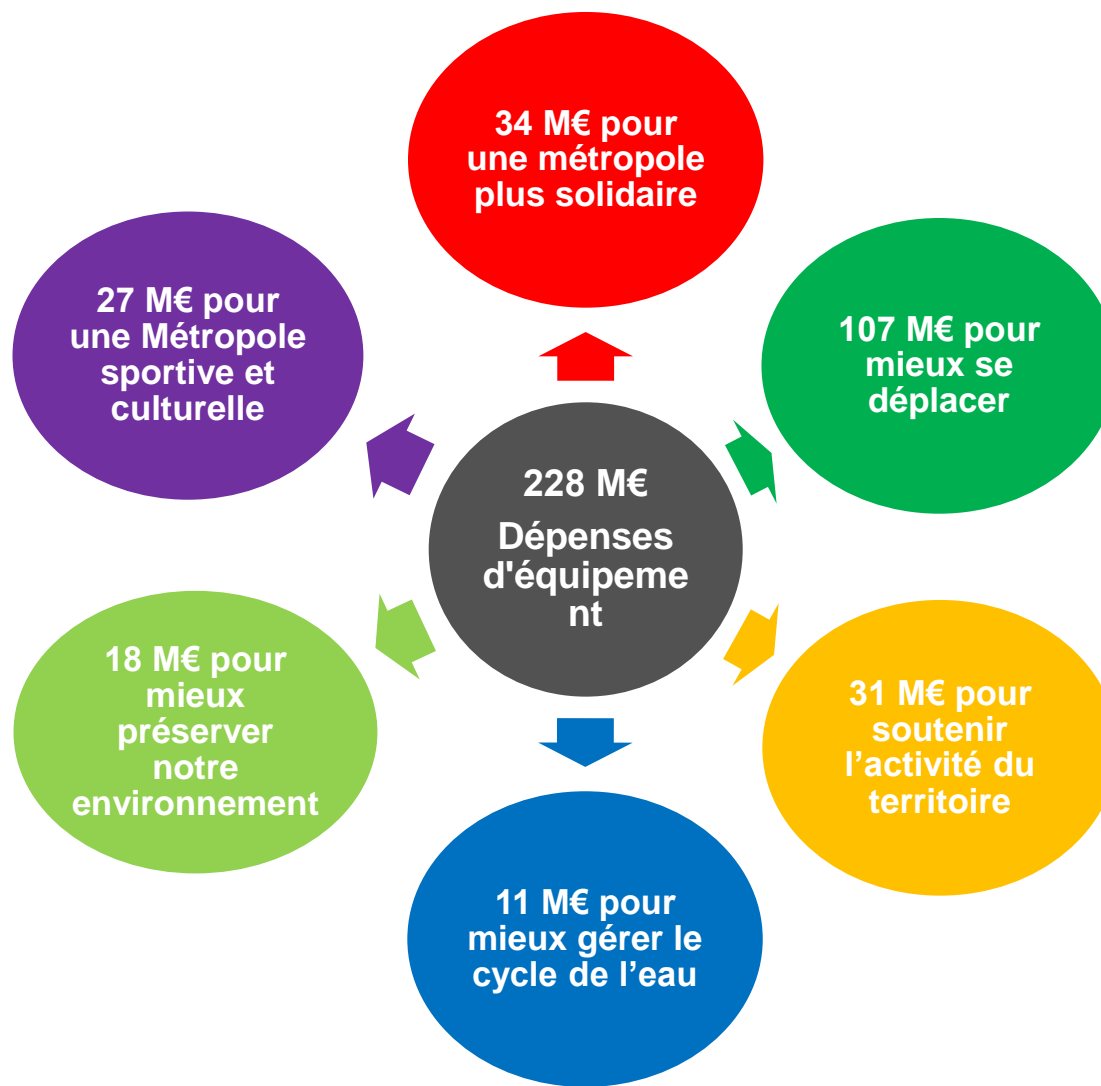 34 M€ pour
une métropole
plus solidaire
27 M€ pour
une Métropole
sportive et
culturelle
107 M€ pour
mieux se
déplacer
228 M€
Dépenses
d'équipeme
nt
18 M€ pour
mieux
préserver
notre
environnement
31 M€ pour
soutenir
l’activité du
territoire
11 M€ pour
mieux gérer le
cycle de l’eau